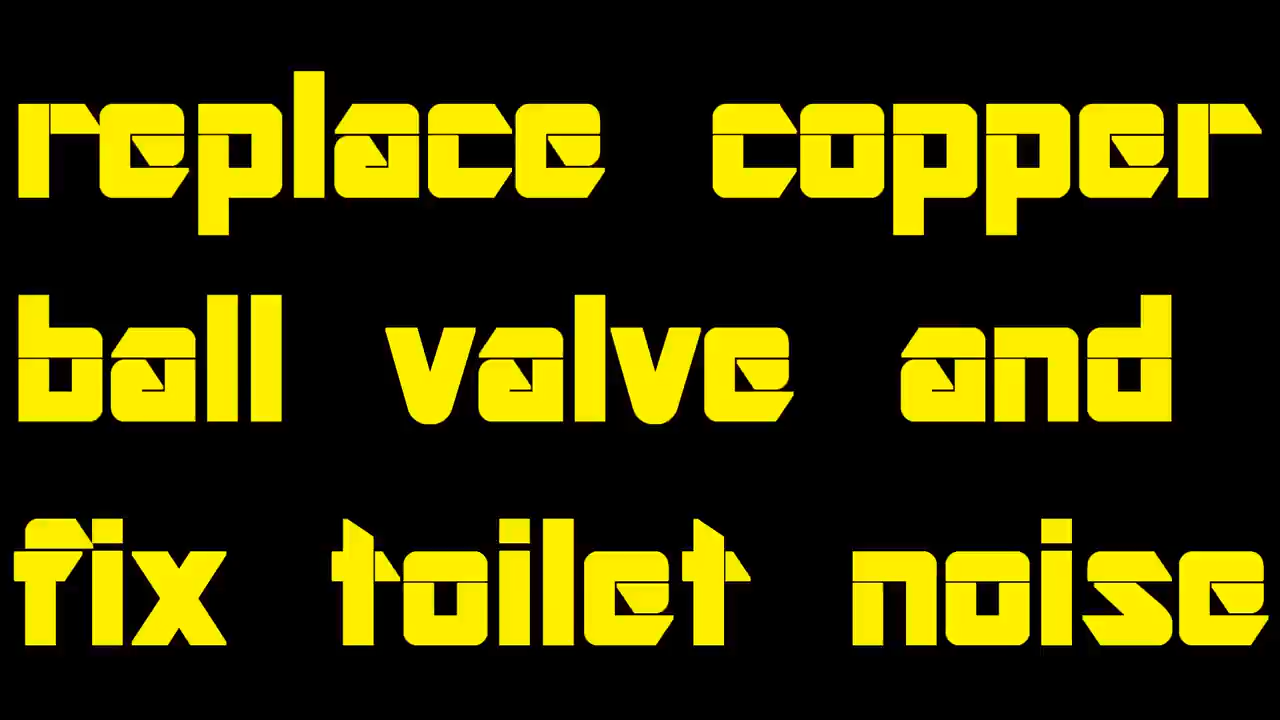 replace copper
ball valve and
fix toilet noise